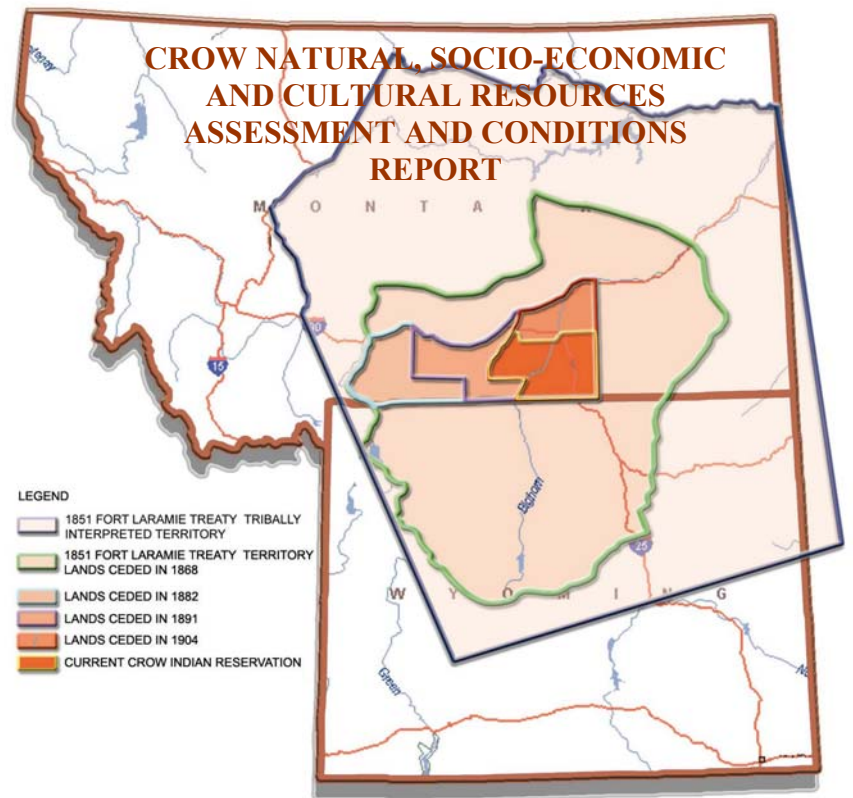 CROW NATURAL, SOCIO-ECONOMIC
AND CULTURAL RESOURCES
ASSESSMENT AND CONDITIONS
REPORT
M O N T A N A
90
15
Bighorn
25
W Y O M I N G
Green
LEGEND
1851 FORT LARAMIE TREATY TRIBALLY
INTERPRETED TERRITORY
1851 FORT LARAMIE TREATY TERRITORY
LANDS CEDED IN 1868
LANDS CEDED IN 1882
LANDS CEDED IN 1891
LANDS CEDED IN 1904
CURRENT CROW INDIAN RESERVATION